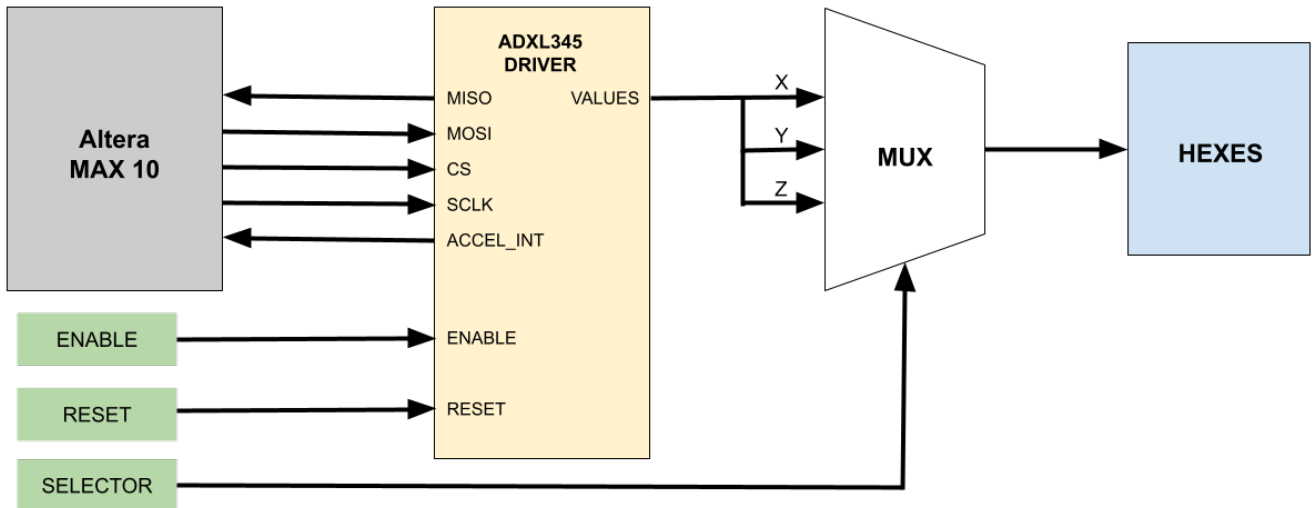 Altera
MAX 10
ADXL345
DRIVER
MISO
VALUES
MOSI
CS
SCLK
ACCEL_INT
ENABLE
RESET
X
Y
Z
MUX
HEXES
ENABLE
RESET
SELECTOR